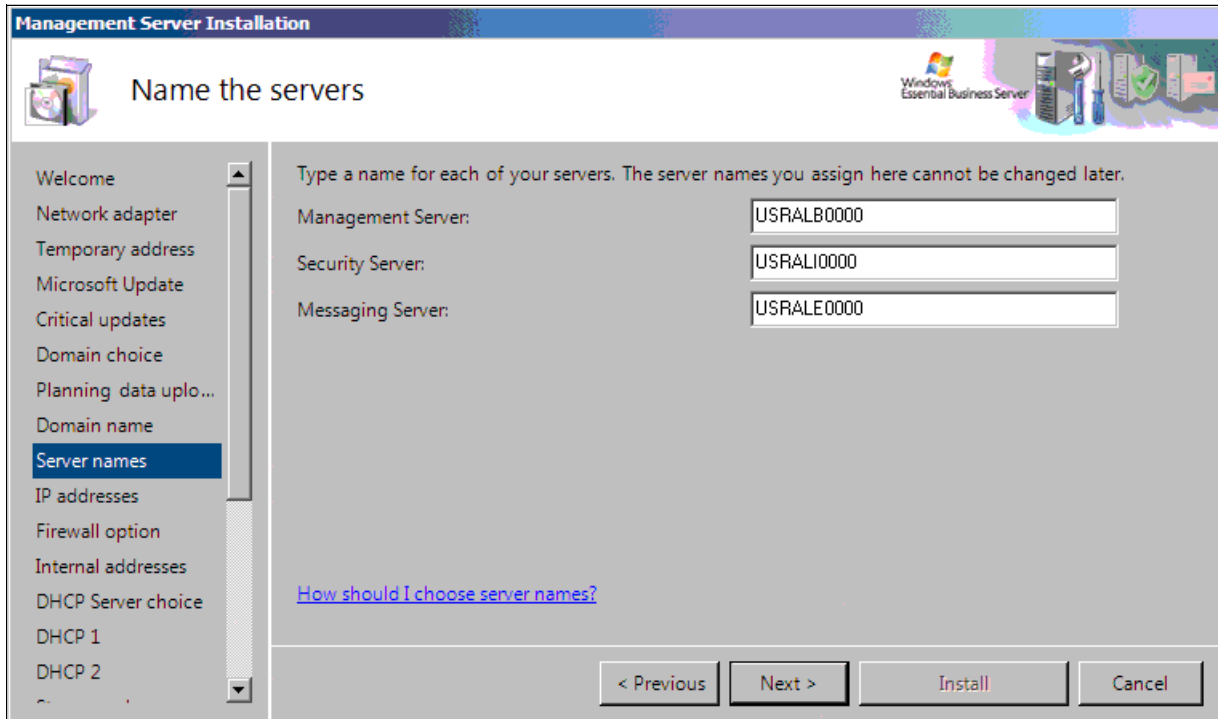 Management Server Installation
Name the servers
Windows
Essential Business Server
Welcome
Network adapter
Temporary address
Microsoft Update
Critical updates
Domain choice
Planning data uplo...
Domain name
Server names
IP addresses
Firewall option
Internal addresses
DHCP Server choice
DHCP 1
DHCP 2
Type a name for each of your servers. The server names you assign here cannot be changed later.
Management Server: USRALB0000
Security Server: USRALI0000
Messaging Server: USRALE0000
How should I choose server names?
< Previous Next > Install Cancel